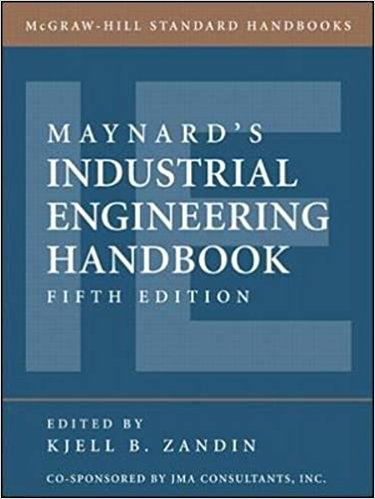 McGRAW-HILL STANDARD HANDBOOKS
IE
MAYNARD'S
INDUSTRIAL
ENGINEERING
HANDBOOK
FIFTH EDITION
EDITED BY
KJELL B. ZANDIN
CO-SPONSORED BY JMA CONSULTANTS, INC.